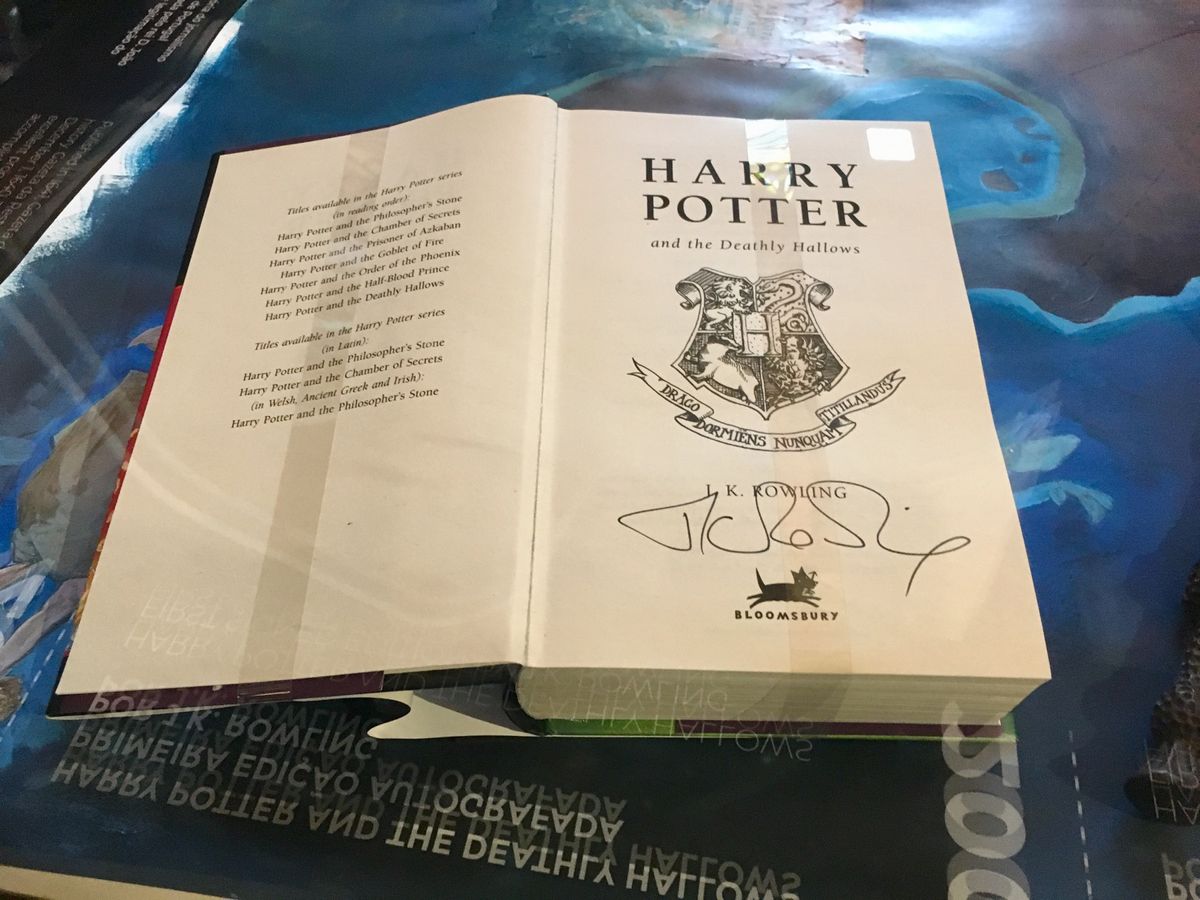 Titles available in the Harry Potter series
(in reading order):
Harry Potter and the Philosopher's Stone
Harry Potter and the Chamber of Secrets
Harry Potter and the Prisoner of Azkaban
Harry Potter and the Goblet of Fire
Harry Potter and the Order of the Phoenix
Harry Potter and the Half-Blood Prince
Harry Potter and the Deathly Hallows
Titles available in the Harry Potter series
(in Latin):
Harry Potter and the Philosopher's Stone
Harry Potter and the Chamber of Secrets
(in Welsh, Ancient Greek and Irish):
Harry Potter and the Philosopher's Stone
HARRY
POTTER
and the Deathly Hallows
H
DRACO
DORMIENS NUNQUAM
TITILLANDUS
J. K. ROWLING
BLOOMSBURY
HARRY POTTER AND THE DEATHLY HALLOWS
PRIMEIRA EDIÇÃO AUTOGRAFADA
POR J.K. ROWLING